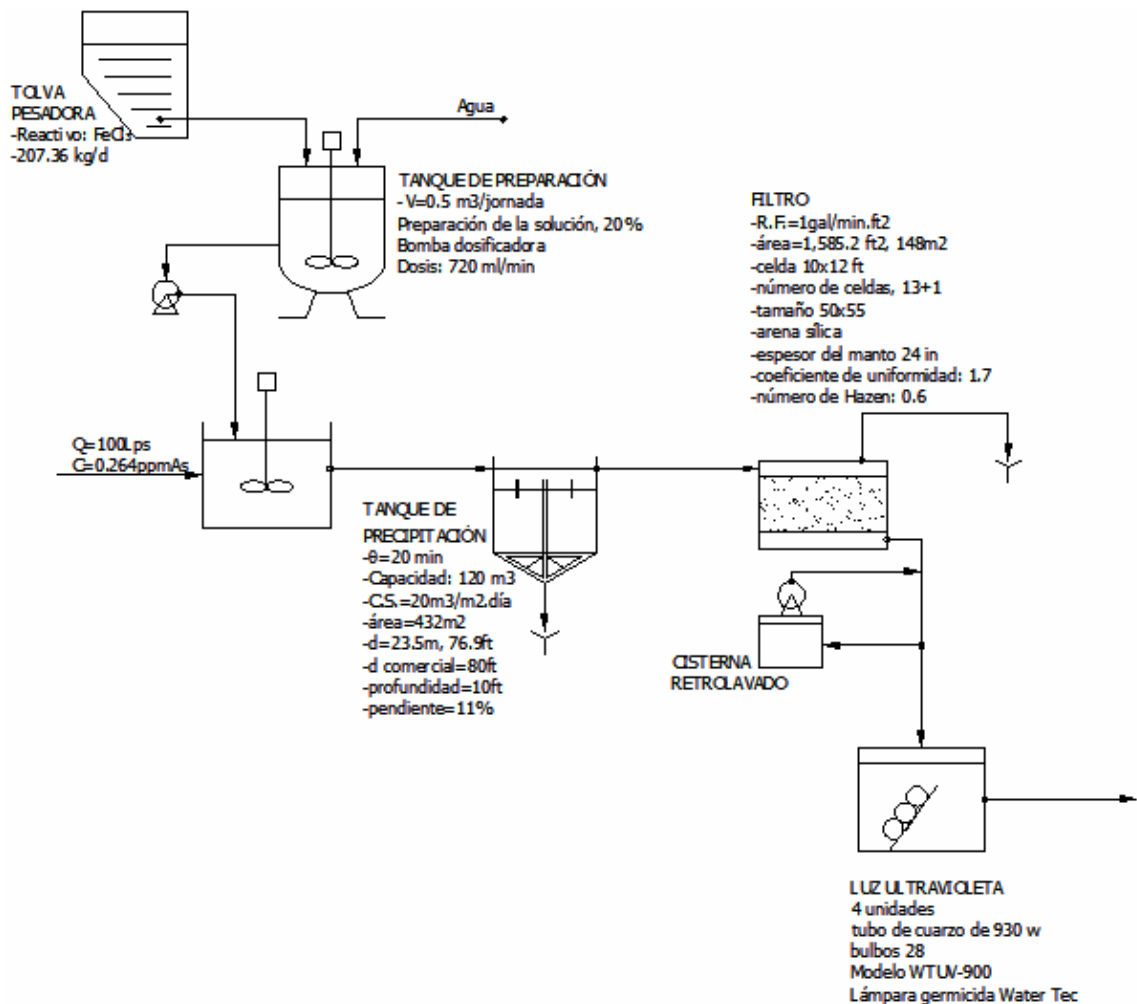 TOLVA
PESADORA
-Reactivo: FeCl3
-207.36 kg/d
Agua
TANQUE DE PREPARACIÓN
- V=0.5 m3/jornada
Preparación de la solución, 20%
Bomba dosificadora
Dosis: 720 ml/min
FILTRO
-R.F.=1gal/min.ft2
-área=1,585.2 ft2, 148m2
-celda 10x12 ft
-número de celdas, 13+1
-tamaño 50x55
-arena sílica
-espesor del manto 24 in
-coeficiente de uniformidad: 1.7
-número de Hazen: 0.6
Q=100Lps
C=0.264ppmAs
TANQUE DE
PRECIPITACIÓN
-θ=20 min
-Capacidad: 120 m3
-C.S.=20m3/m2.día
-área=432m2
-d=23.5m, 76.9ft
-d comercial=80ft
-profundidad=10ft
-pendiente=11%
CISTERNA
RETROLAVADO
LUZ ULTRAVIOLETA
4 unidades
tubo de cuarzo de 930 w
bulbos 28
Modelo WTUV-900
Lámpara germicida Water Tec